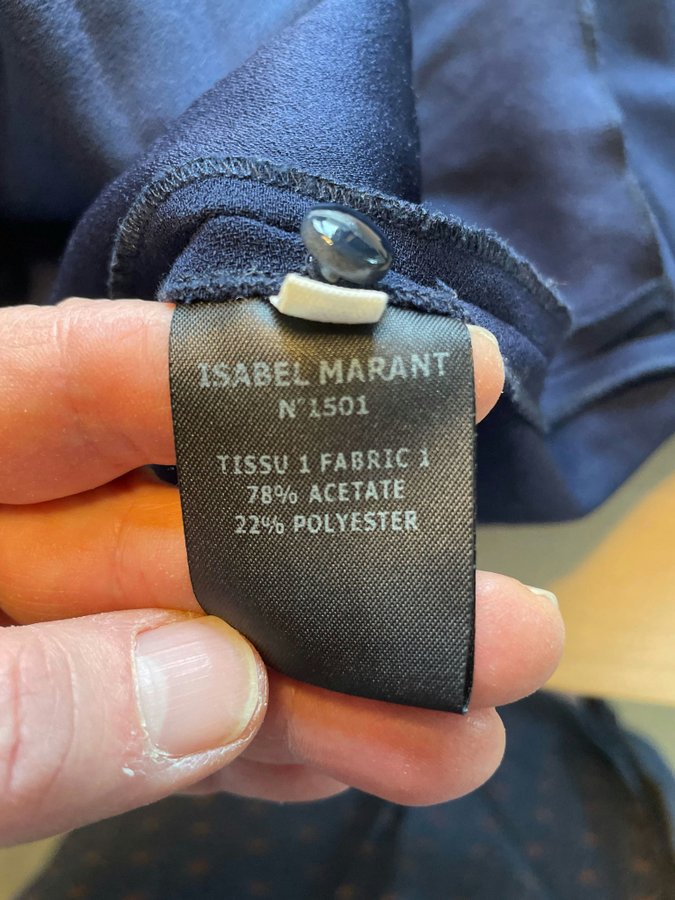 ISABEL MARANT
N°1501
TISSU 1 FABRIC 1
78% ACETATE
22% POLYESTER